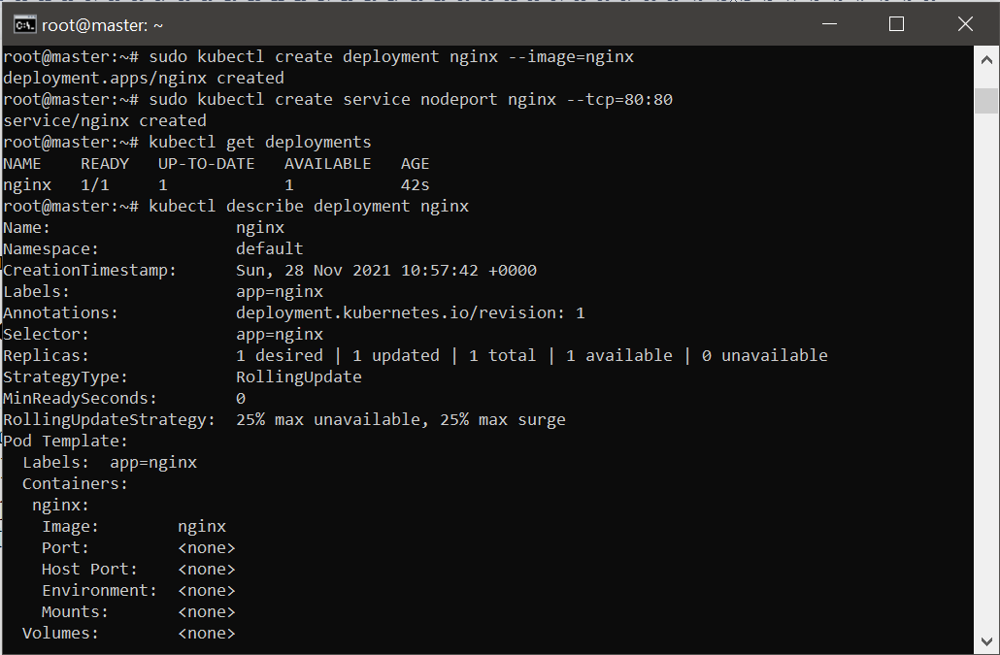 root@master: ~
root@master:~# sudo kubectl create deployment nginx --image=nginx
deployment.apps/nginx created
root@master:~# sudo kubectl create service nodeport nginx --tcp=80:80
service/nginx created
root@master:~# kubectl get deployments
NAME    READY   UP-TO-DATE   AVAILABLE   AGE
nginx   1/1     1            1           42s
root@master:~# kubectl describe deployment nginx
Name:                   nginx
Namespace:              default
CreationTimestamp:      Sun, 28 Nov 2021 10:57:42 +0000
Labels:                 app=nginx
Annotations:            deployment.kubernetes.io/revision: 1
Selector:               app=nginx
Replicas:               1 desired | 1 updated | 1 total | 1 available | 0 unavailable
StrategyType:           RollingUpdate
MinReadySeconds:        0
RollingUpdateStrategy:  25% max unavailable, 25% max surge
Pod Template:
  Labels:  app=nginx
  Containers:
   nginx:
    Image:        nginx
    Port:         <none>
    Host Port:    <none>
    Environment:  <none>
    Mounts:       <none>
  Volumes:        <none>